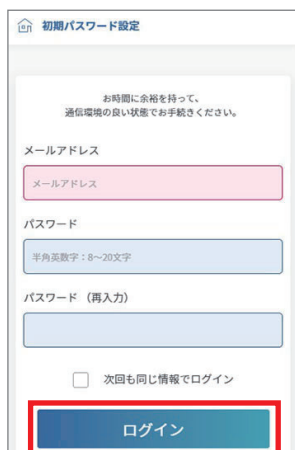 初期パスワード設定
お時間に余裕を持って、
通信環境の良い状態でお手続きください。
メールアドレス
メールアドレス
パスワード
半角英数字：8～20文字
パスワード（再入力）
次回も同じ情報でログイン
ログイン